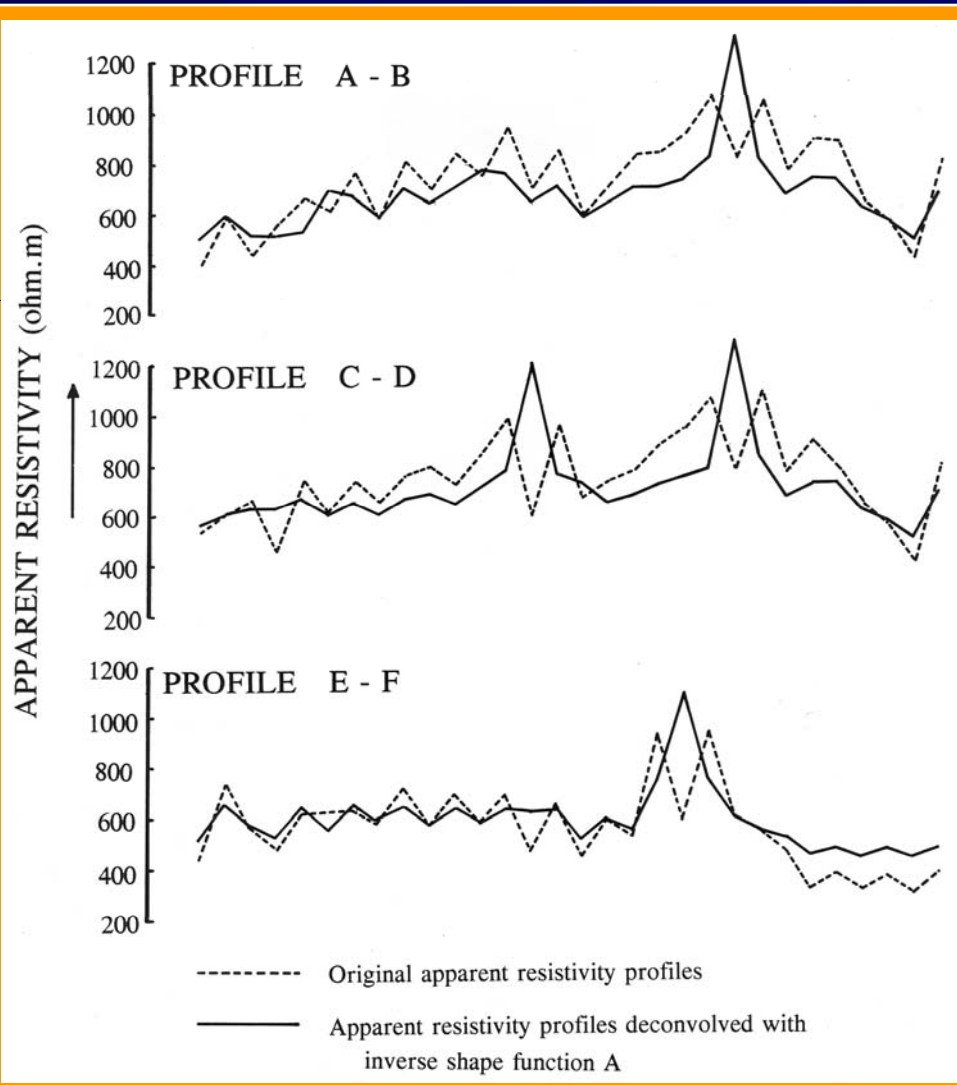 PROFILE A - B
1200
1000
800
600
400
200
PROFILE C - D
1200
1000
800
600
400
200
PROFILE E - F
1200
1000
800
600
400
200
APPARENT RESISTIVITY (ohm.m)
Original apparent resistivity profiles
Apparent resistivity profiles deconvolved with
inverse shape function A